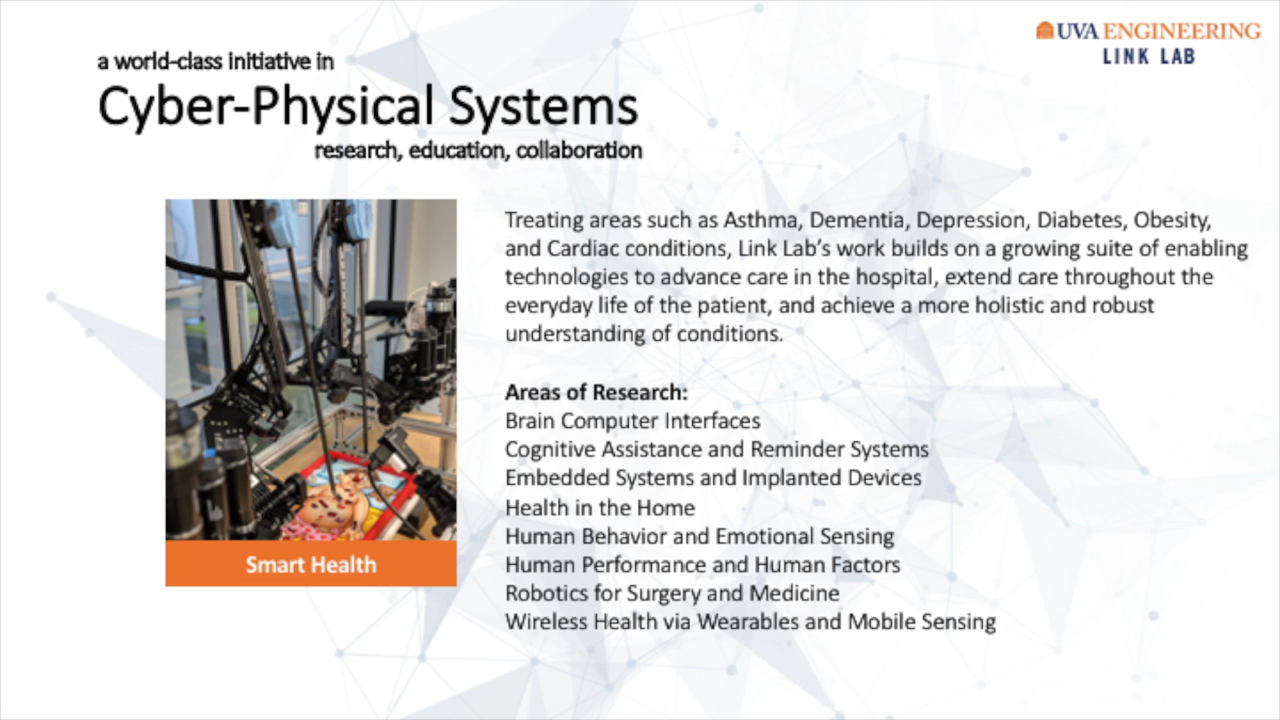 UVA ENGINEERING
LINK LAB
a world-class initiative in
Cyber-Physical Systems
research, education, collaboration
Treating areas such as Asthma, Dementia, Depression, Diabetes, Obesity,
and Cardiac conditions, Link Lab's work builds on a growing suite of enabling
technologies to advance care in the hospital, extend care throughout the
everyday life of the patient, and achieve a more holistic and robust
understanding of conditions.
Areas of Research:
Brain Computer Interfaces
Cognitive Assistance and Reminder Systems
Embedded Systems and Implanted Devices
Health in the Home
Human Behavior and Emotional Sensing
Human Performance and Human Factors
Robotics for Surgery and Medicine
Wireless Health via Wearables and Mobile Sensing
Smart Health